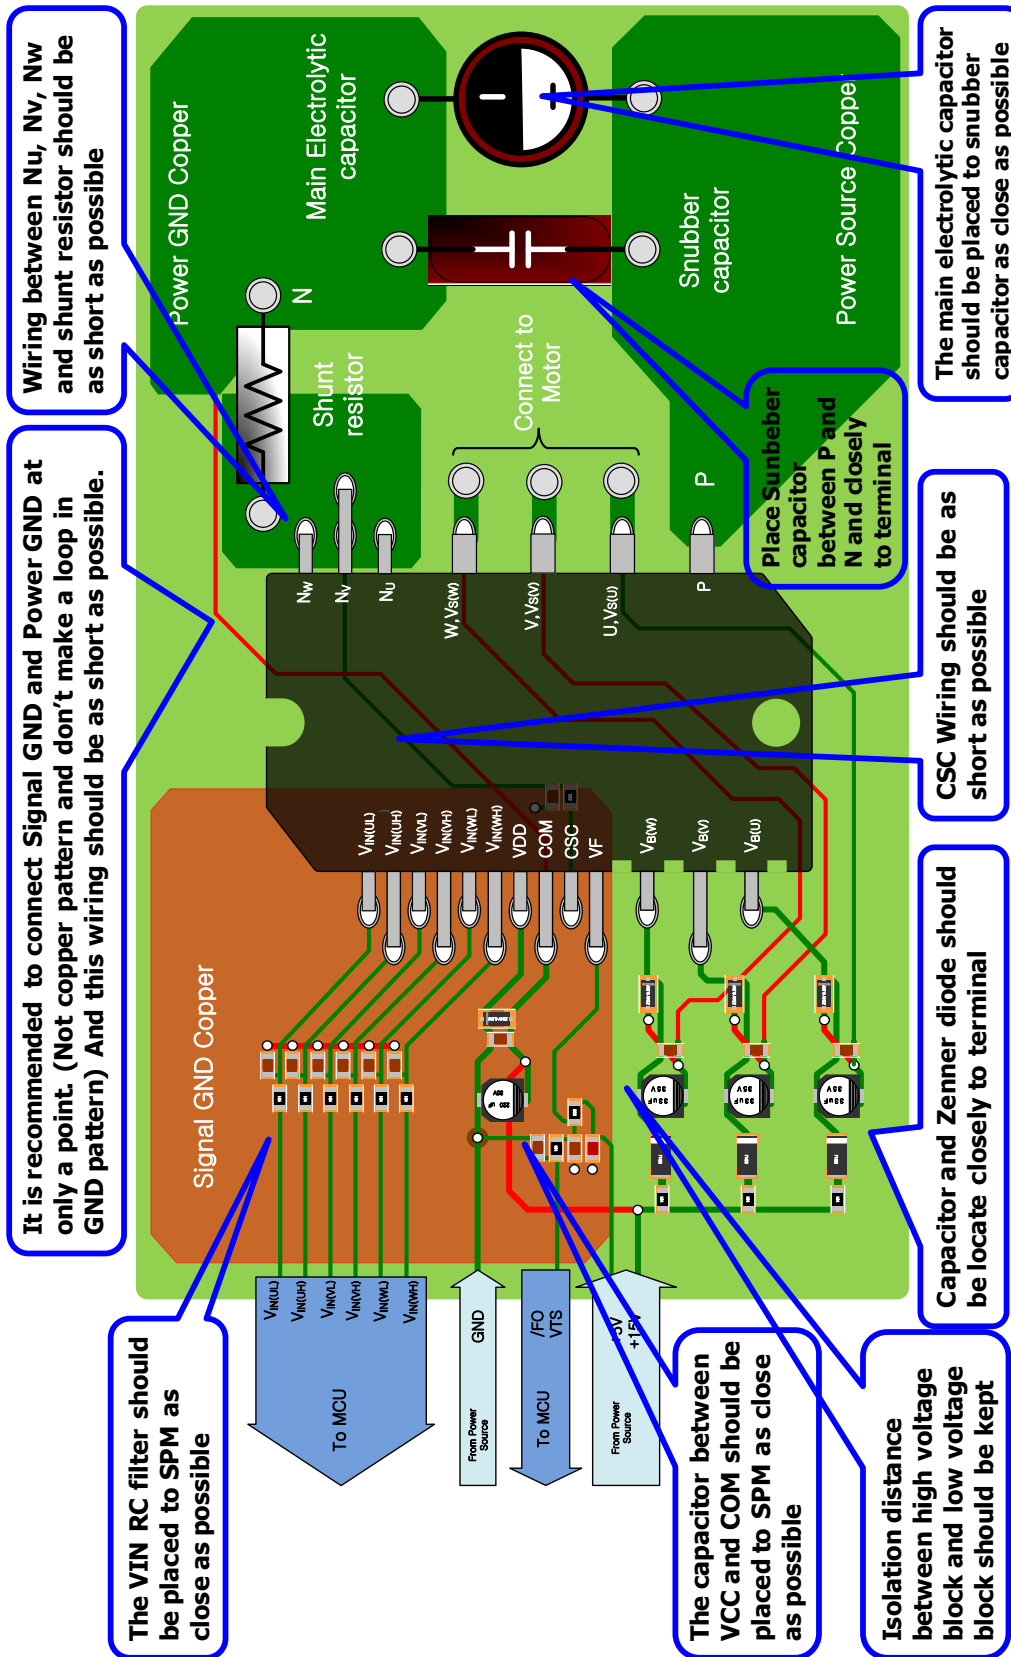 Wiring between Nu, Nv, Nw
and shunt resistor should be
as short as possible
The main electrolytic capacitor
should be placed to snubber
capacitor as close as possible
Power GND Copper
Main Electrolytic
capacitor
Snubber
capacitor
Power Source Copper
N
Shunt
resistor
Connect to
Motor
P
Place Sunbeber
capacitor
between P and
N and closely
to terminal
It is recommended to connect Signal GND and Power GND at
only a point. (Not copper pattern and don’t make a loop in
GND pattern) And this wiring should be as short as possible.
NW
NV
NU
W,VS(W)
V,VS(V)
U,VS(U)
P
CSC Wiring should be as
short as possible
VIN(UL)
VIN(UH)
VIN(VL)
VIN(VH)
VIN(WL)
VIN(WH)
VDD
COM
CSC
VF
VB(W)
VB(V)
VB(U)
Signal GND Copper
220 uF
35V
33uF
35V
33uF
35V
33uF
35V
Capacitor and Zenner diode should
be locate closely to terminal
VIN(UL)
VIN(UH)
VIN(VL)
VIN(VH)
VIN(WL)
VIN(WH)
To MCU
GND
From Power
Source
/FO
VTS
To MCU
+5V
+15V
From Power
Source
The VIN RC filter should
be placed to SPM as
close as possible
The capacitor between
VCC and COM should be
placed to SPM as close
as possible
Isolation distance
between high voltage
block and low voltage
block should be kept